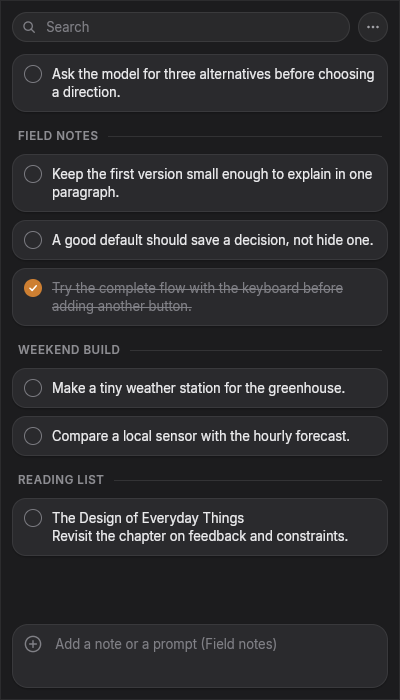 Search
Ask the model for three alternatives before choosing
a direction.
FIELD NOTES
Keep the first version small enough to explain in one
paragraph.
A good default should save a decision, not hide one.
Try the complete flow with the keyboard before
adding another button.
WEEKEND BUILD
Make a tiny weather station for the greenhouse.
Compare a local sensor with the hourly forecast.
READING LIST
The Design of Everyday Things
Revisit the chapter on feedback and constraints.
Add a note or a prompt (Field notes)